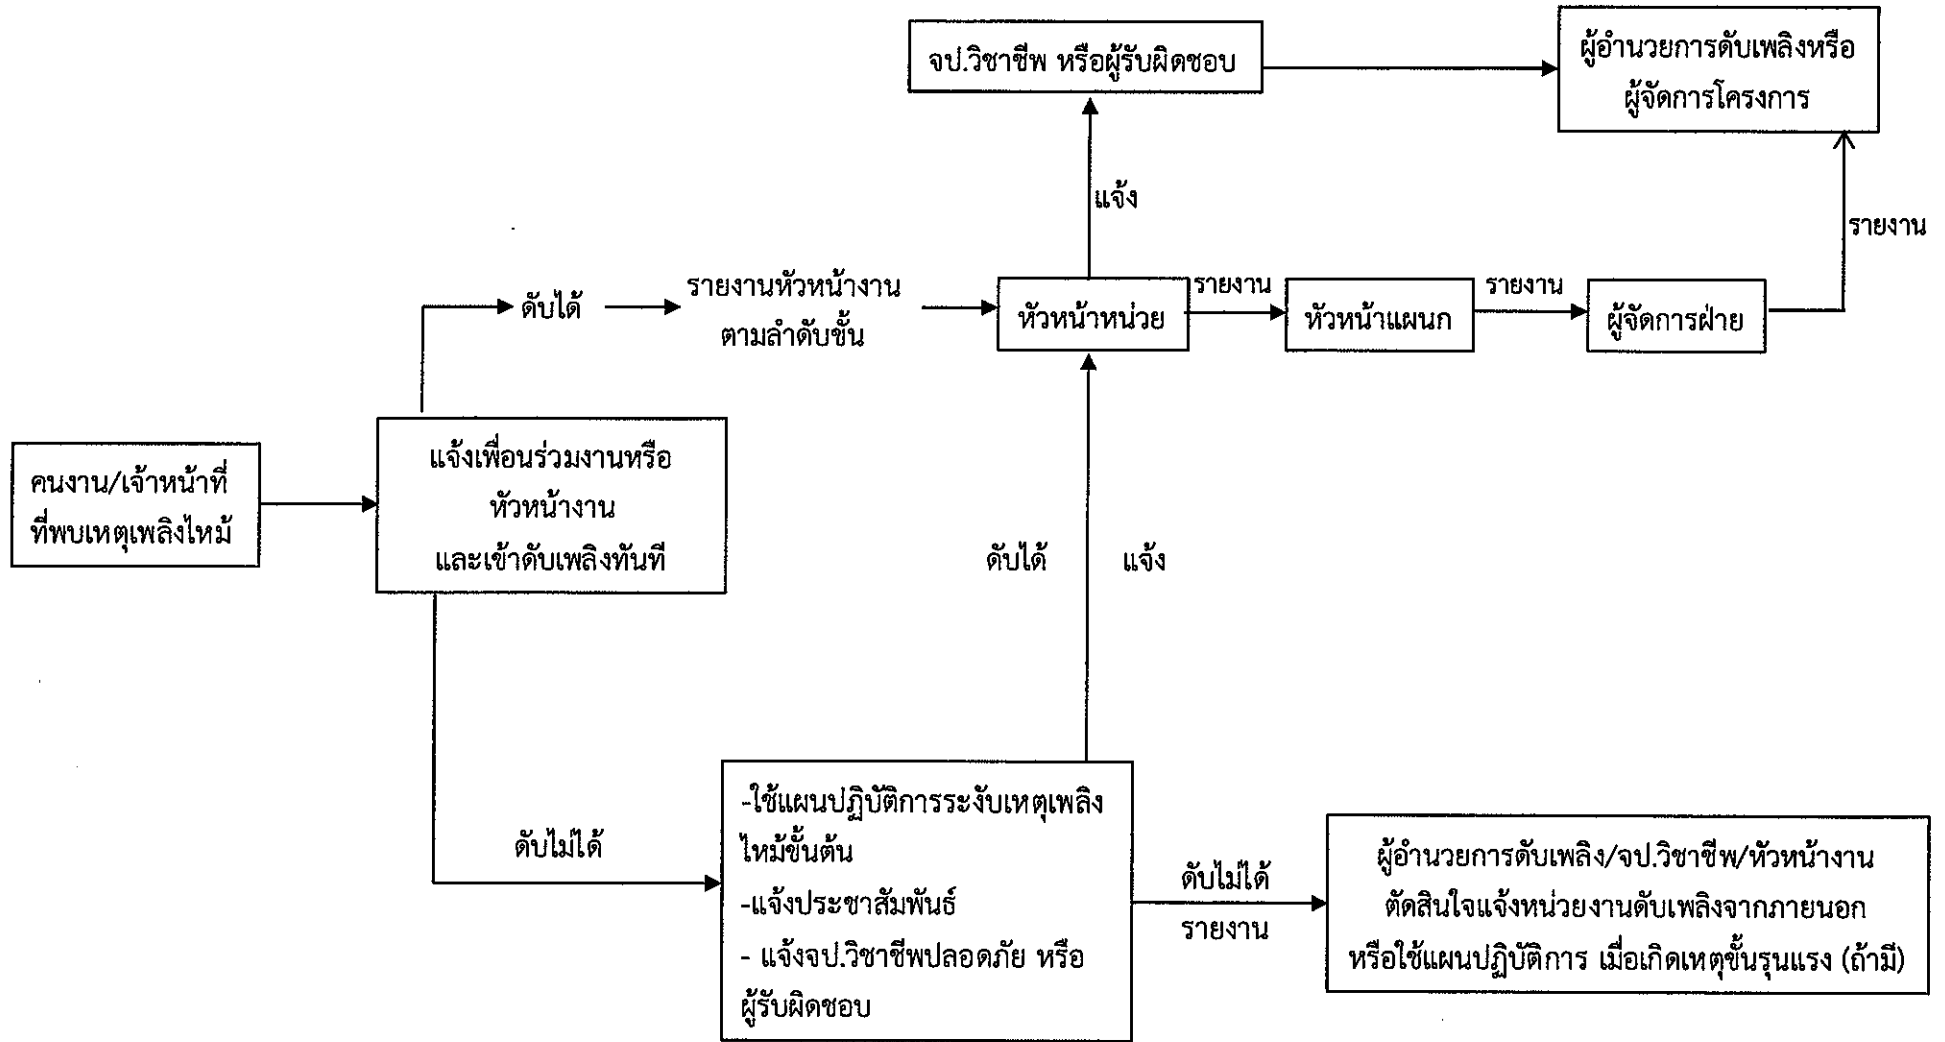 จป.วิชาชีพ หรือผู้รับผิดชอบ
ผู้อำนวยการดับเพลิงหรือ
ผู้จัดการโครงการ
แจ้ง
รายงาน
ดับได้
รายงานหัวหน้างาน
ตามลำดับชั้น
หัวหน้าหน่วย
รายงาน
หัวหน้าแผนก
รายงาน
ผู้จัดการฝ่าย
คนงาน/เจ้าหน้าที่
ที่พบเหตุเพลิงไหม้
แจ้งเพื่อนร่วมงานหรือ
หัวหน้างาน
และเข้าดับเพลิงทันที
ดับได้
แจ้ง
ดับไม่ได้
-ใช้แผนปฏิบัติการระงับเหตุเพลิง
ไหม้ขั้นต้น
-แจ้งประชาสัมพันธ์
- แจ้งจป.วิชาชีพปลอดภัย หรือ
ผู้รับผิดชอบ
ดับไม่ได้
รายงาน
ผู้อำนวยการดับเพลิง/จป.วิชาชีพ/หัวหน้างาน
ตัดสินใจแจ้งหน่วยงานดับเพลิงจากภายนอก
หรือใช้แผนปฏิบัติการ เมื่อเกิดเหตุขั้นรุนแรง (ถ้ามี)